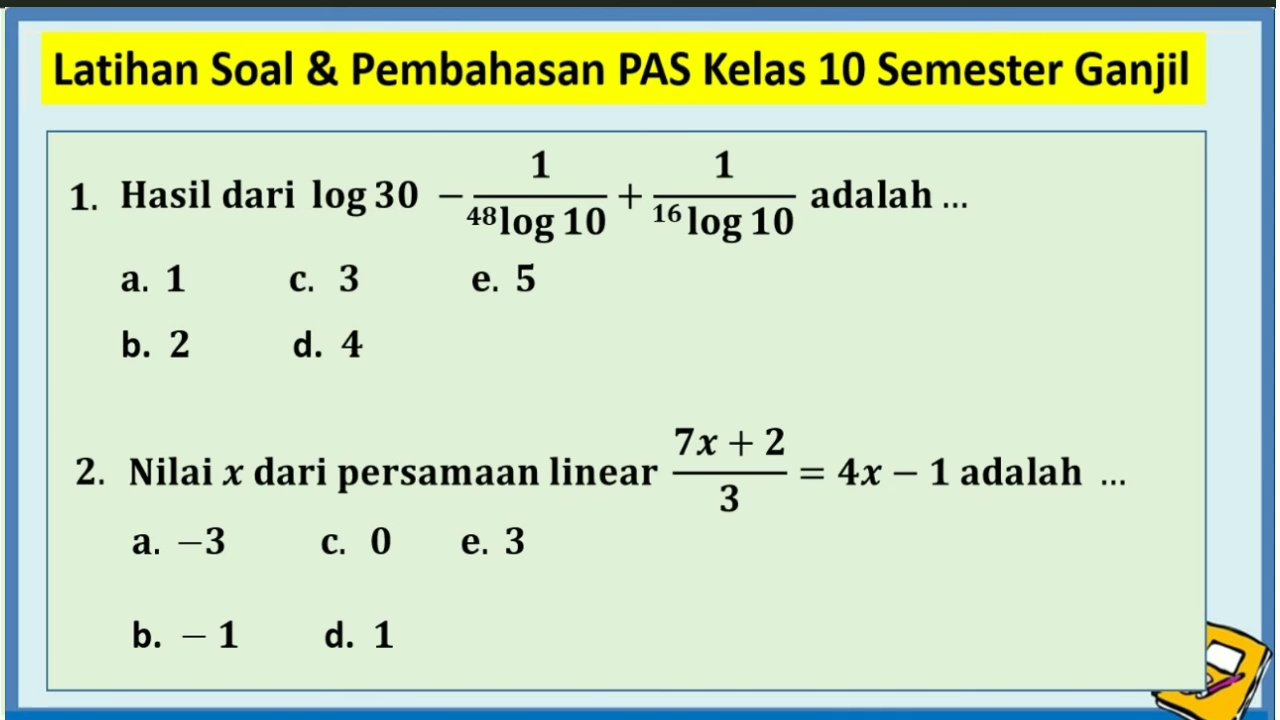 Latihan Soal & Pembahasan PAS Kelas 10 Semester Ganjil
1. Hasil dari log 30 − 1/(⁴⁸log 10) + 1/(¹⁶log 10) adalah ...
a. 1 c. 3 e. 5
b. 2 d. 4
2. Nilai x dari persamaan linear (7x + 2)/3 = 4x − 1 adalah ...
a. −3 c. 0 e. 3
b. − 1 d. 1